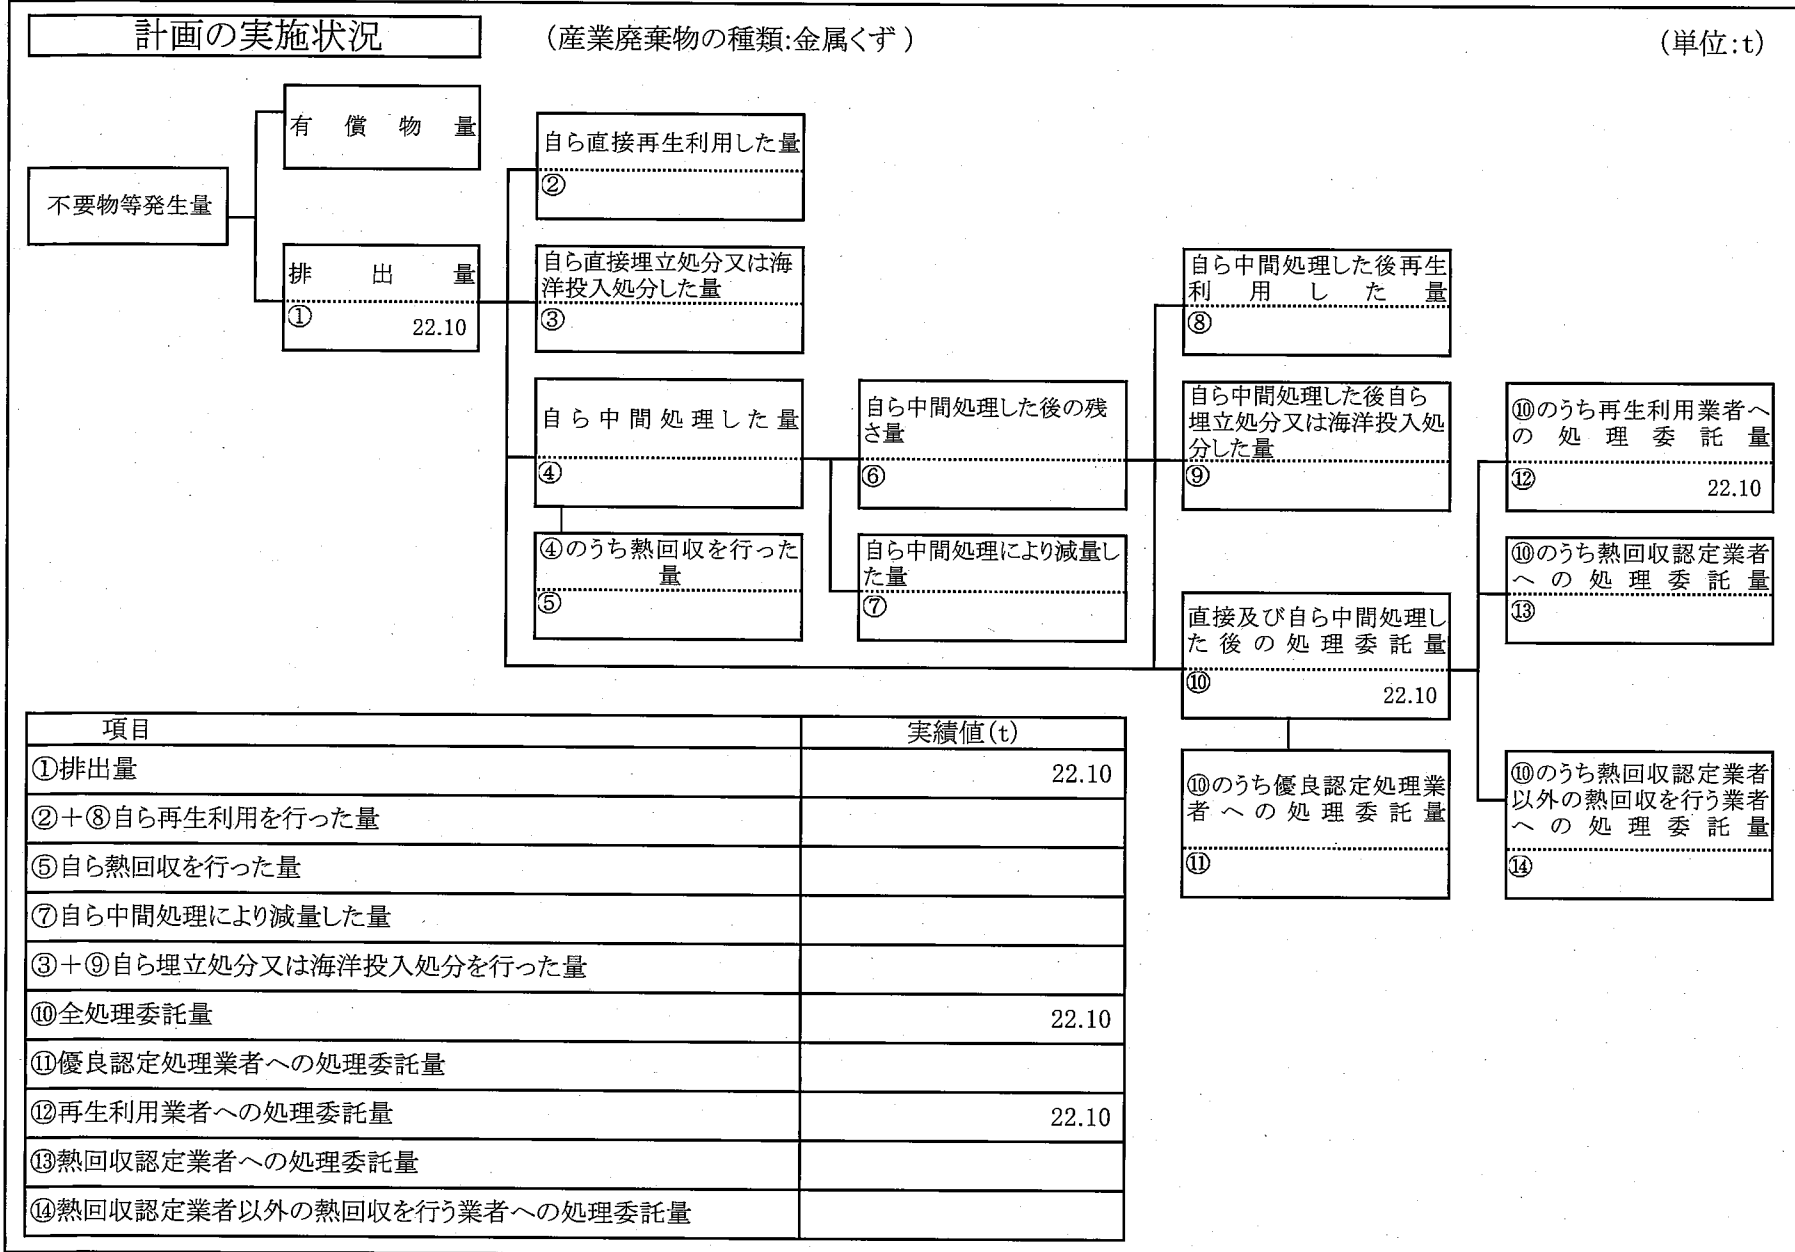 計画の実施状況 （産業廃棄物の種類:金属くず） （単位:t）
有償物量
不要物等発生量
排出量
① 22.10
自ら直接再生利用した量
②
自ら直接埋立処分又は海
洋投入処分した量
③
自ら中間処理した量
④
④のうち熱回収を行った
量
⑤
自ら中間処理した後の残
さ量
⑥
自ら中間処理により減量し
た量
⑦
自ら中間処理した後再生
利用した量
⑧
自ら中間処理した後自ら
埋立処分又は海洋投入処
分した量
⑨
直接及び自ら中間処理し
た後の処理委託量
⑩ 22.10
⑩のうち優良認定処理業
者への処理委託量
⑪
⑩のうち再生利用業者へ
の処理委託量
⑫ 22.10
⑩のうち熱回収認定業者
への処理委託量
⑬
⑩のうち熱回収認定業者
以外の熱回収を行う業者
への処理委託量
⑭
項目 実績値(t)
①排出量 22.10
②＋⑧自ら再生利用を行った量
⑤自ら熱回収を行った量
⑦自ら中間処理により減量した量
③＋⑨自ら埋立処分又は海洋投入処分を行った量
⑩全処理委託量 22.10
⑪優良認定処理業者への処理委託量
⑫再生利用業者への処理委託量 22.10
⑬熱回収認定業者への処理委託量
⑭熱回収認定業者以外の熱回収を行う業者への処理委託量